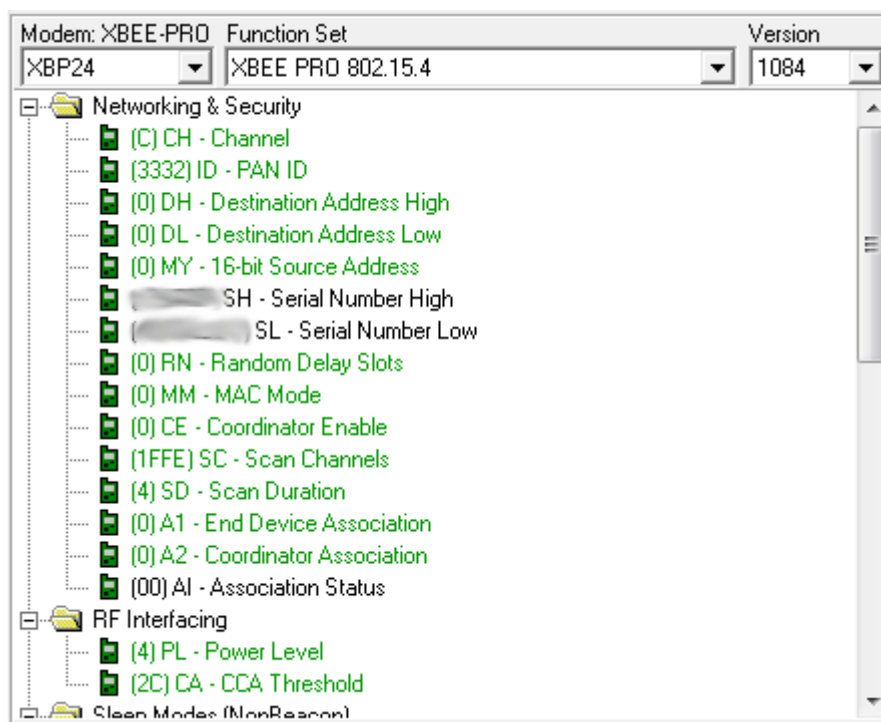 Modem: XBEE-PRO Function Set Version
XBP24 XBEE PRO 802.15.4 1084
Networking & Security
(C) CH - Channel
(3332) ID - PAN ID
(0) DH - Destination Address High
(0) DL - Destination Address Low
(0) MY - 16-bit Source Address
SH - Serial Number High
( ) SL - Serial Number Low
(0) RN - Random Delay Slots
(0) MM - MAC Mode
(0) CE - Coordinator Enable
(1FFE) SC - Scan Channels
(4) SD - Scan Duration
(0) A1 - End Device Association
(0) A2 - Coordinator Association
(00) AI - Association Status
RF Interfacing
(4) PL - Power Level
(2C) CA - CCA Threshold
Sleep Modes (NonBeacon)